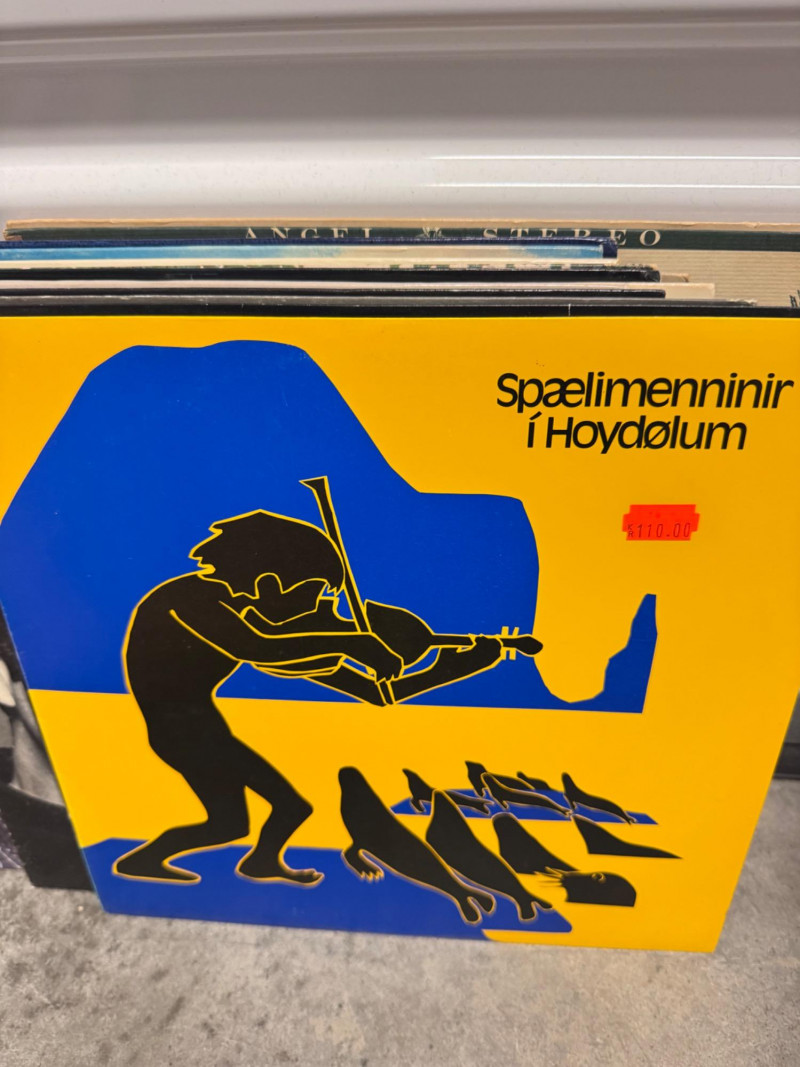 ANGEL STEREO
Spælimenninir
í Hoydølum
110.00